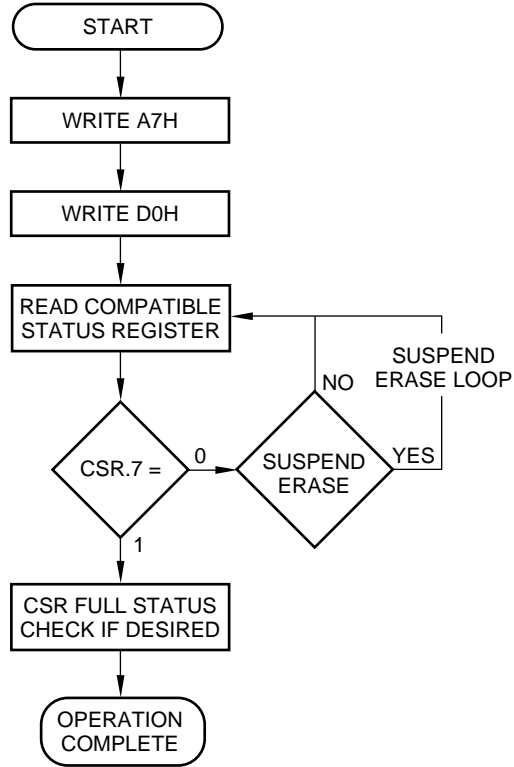 START
WRITE A7H
WRITE D0H
READ COMPATIBLE
STATUS REGISTER
SUSPEND
ERASE LOOP
NO
CSR.7 =
0
SUSPEND
ERASE
YES
1
CSR FULL STATUS
CHECK IF DESIRED
OPERATION
COMPLETE